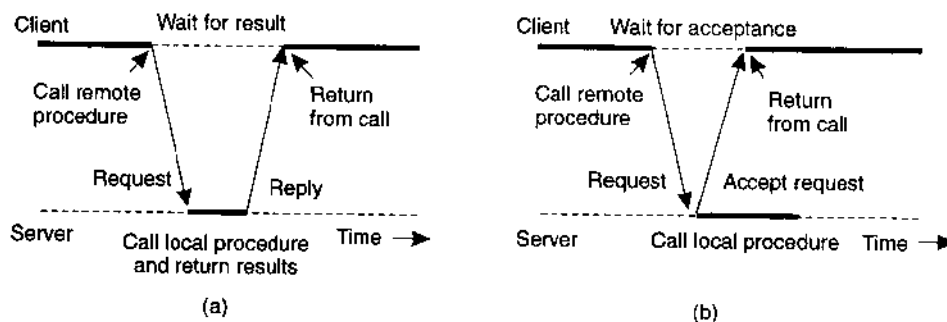 Client
Wait for result
Call remote
procedure
Return
from call
Request
Reply
Server
Call local procedure
and return results
Time
(a)
Client
Wait for acceptance
Call remote
procedure
Return
from call
Request
Accept request
Server
Call local procedure
Time
(b)